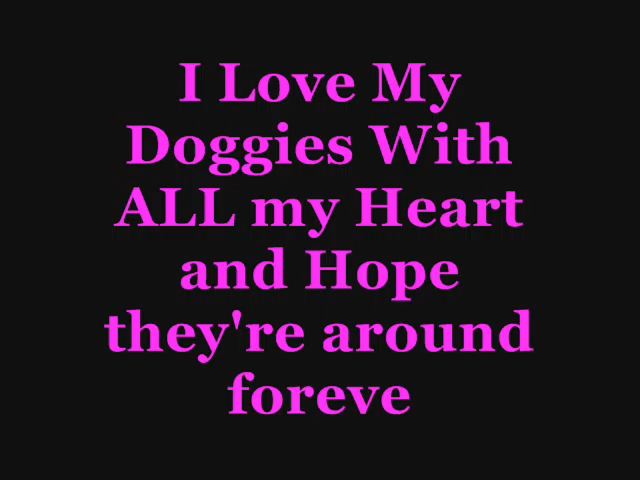 I Love My
Doggies With
ALL my Heart
and Hope
they're around
foreve